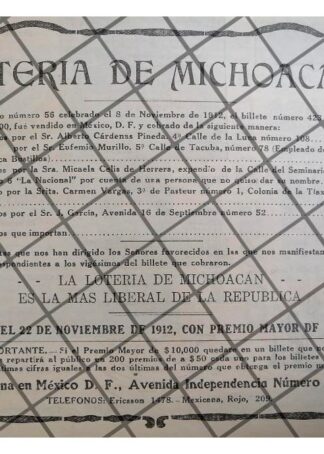 TERIA DE MICHOACA
o número 56 celebrado el 8 de Noviembre de 1912, el billete número 423
00, fué vendido en México, D. F. y cobrado de la siguiente manera:
os por el Sr. Alberto Cárdenas Pineda, 4ª Calle de la Luna número 168
os por el Sr. Eufemio Murillo, 5ª Calle de Tacuba, número 78 (Empleado d
ca Bustillos)
os por la Sra. Micaela Celis de Herrera, expendio de la Calle del Seminari
o 6 "La Nacional" por cuenta de una persona que no quiso dar su nombre
o por la Srita. Carmen Vargas, 3ª de Pasteur número 1, Colonia de la Tlax
os por el Sr. J. García, Avenida 16 de Septiembre número 52
os que importan.
tas que nos han dirigido los Señores favorecidos en las que nos manifiestan
spondientes a los vigésimos del billete que cobraron.
LA LOTERIA DE MICHOACAN
ES LA MAS LIBERAL DE LA REPUBLICA
EL 22 DE NOVIEMBRE DE 1912, CON PREMIO MAYOR DE
ORTANTE.—Si el Premio Mayor de $10,000 quedare en un billete que no
repartirá al público en 200 premios de a $50 cada uno para los billetes
ltimas cifras iguales a las dos últimas del número que obtenga el premio m
ina en México D. F., Avenida Independencia Número
TELEFONOS: Ericsson 1478.—Mexicana, Rojo, 209.